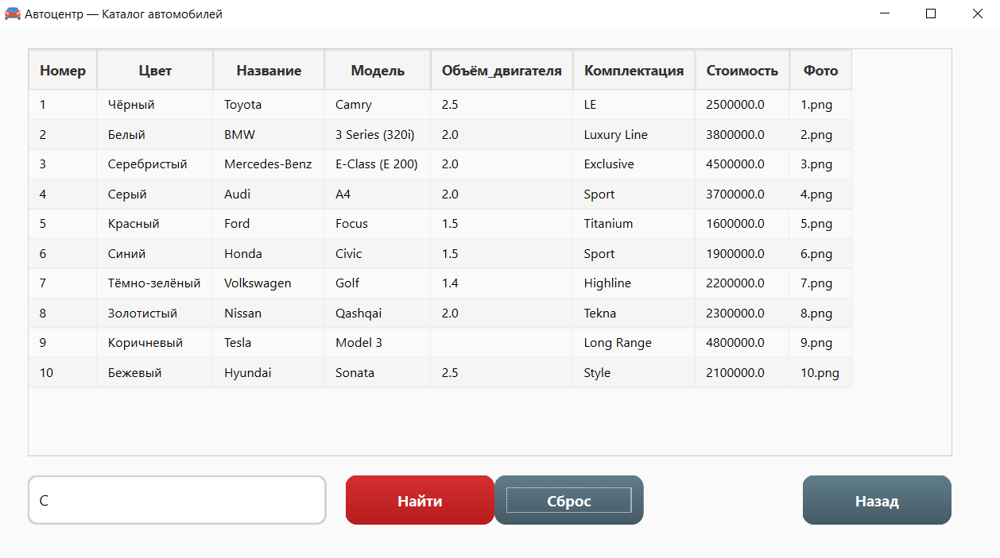 Автоцентр — Каталог автомобилей
Номер Цвет Название Модель Объём_двигателя Комплектация Стоимость Фото
1 Чёрный Toyota Camry 2.5 LE 2500000.0 1.png
2 Белый BMW 3 Series (320i) 2.0 Luxury Line 3800000.0 2.png
3 Серебристый Mercedes-Benz E-Class (E 200) 2.0 Exclusive 4500000.0 3.png
4 Серый Audi A4 2.0 Sport 3700000.0 4.png
5 Красный Ford Focus 1.5 Titanium 1600000.0 5.png
6 Синий Honda Civic 1.5 Sport 1900000.0 6.png
7 Тёмно-зелёный Volkswagen Golf 1.4 Highline 2200000.0 7.png
8 Золотистый Nissan Qashqai 2.0 Tekna 2300000.0 8.png
9 Коричневый Tesla Model 3 Long Range 4800000.0 9.png
10 Бежевый Hyundai Sonata 2.5 Style 2100000.0 10.png
С Найти Сброс Назад